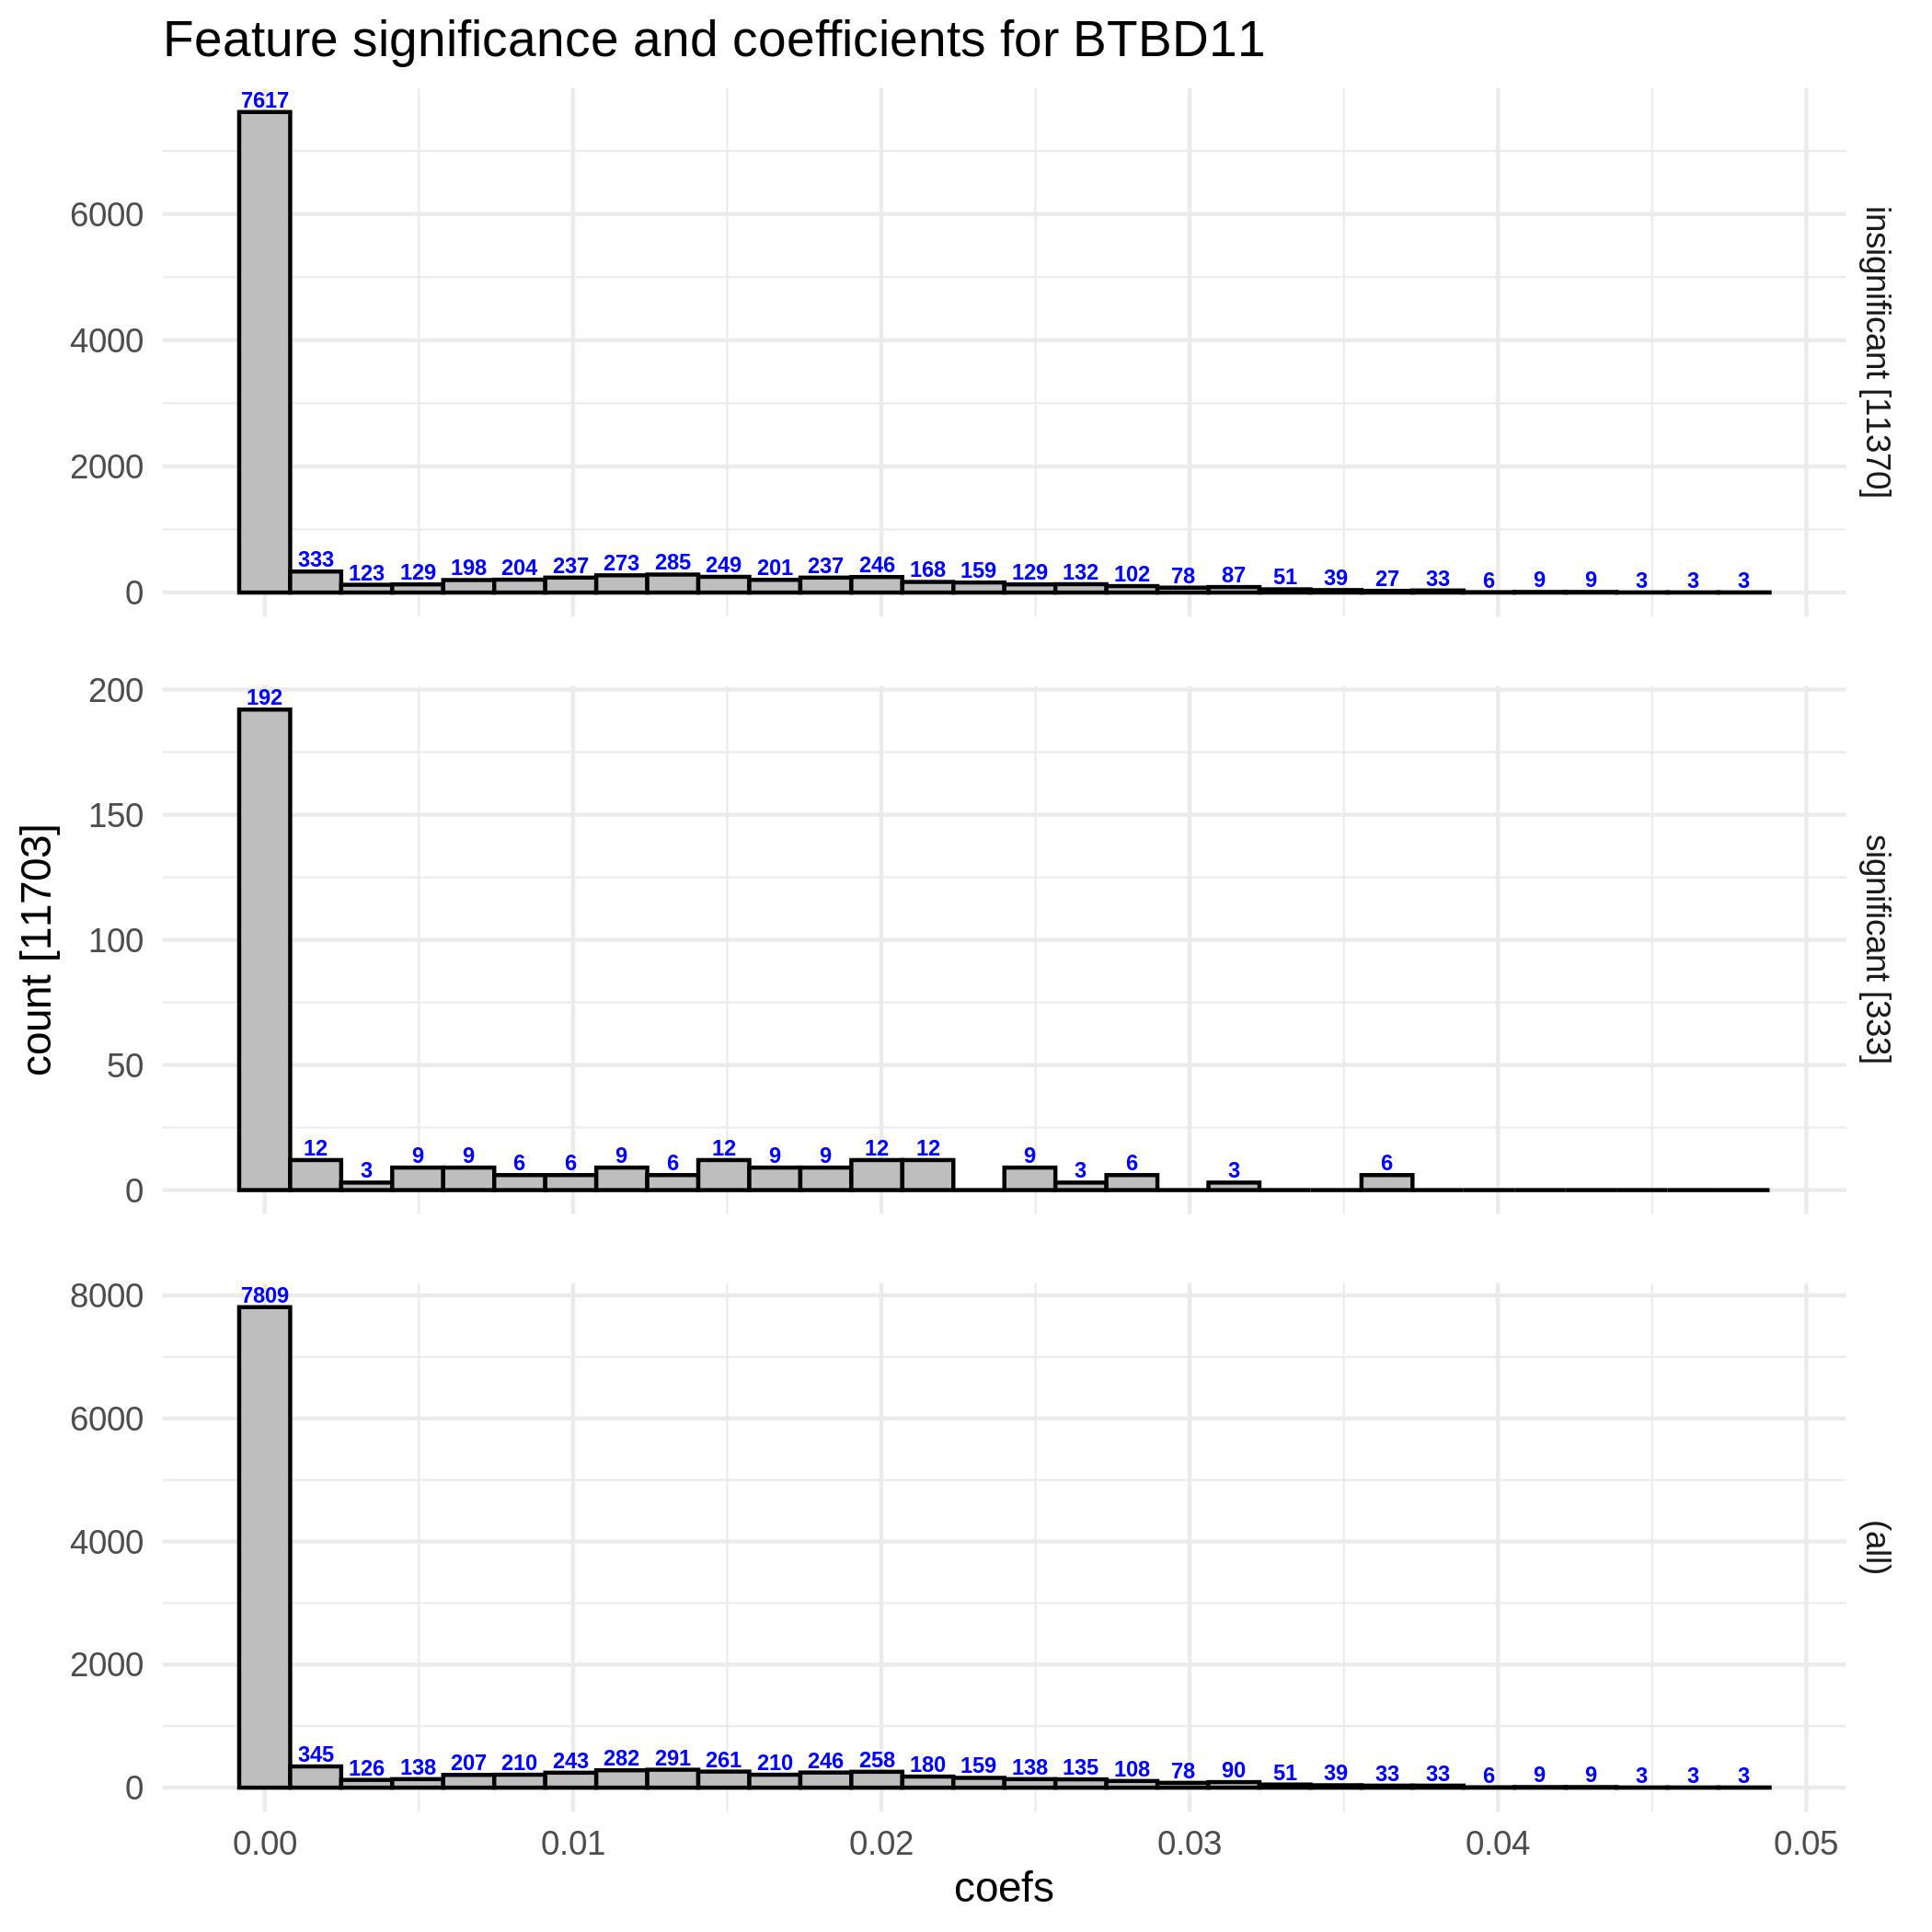 Feature significance and coefficients for BTBD11
7617
6000
4000
2000
0
333 123 129 198 204 237 273 285 249 201 237 246 168 159 129 132 102 78 87 51 39 27 33 6 9 9 3 3 3
insignificant [11370]
200
150
100
50
0
192
12 3 9 9 6 6 9 6 12 9 9 12 12 9 3 6 3 6
significant [333]
count [11703]
8000
6000
4000
2000
0
7809
345 126 138 207 210 243 282 291 261 210 246 258 180 159 138 135 108 78 90 51 39 33 33 6 9 9 3 3 3
(all)
0.00 0.01 0.02 0.03 0.04 0.05
coefs